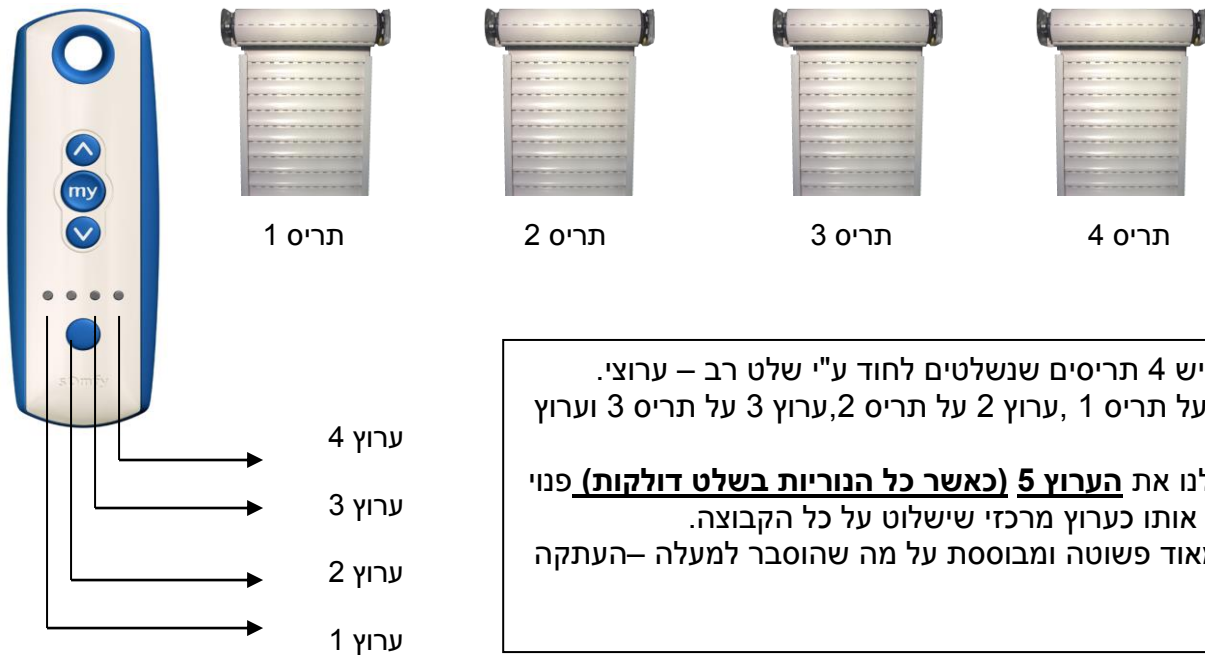 my
somfy
תריס 1
תריס 2
תריס 3
תריס 4
ערוץ 4
ערוץ 3
ערוץ 2
ערוץ 1
יש 4 תריסים שנשלטים לחוד ע"י שלט רב – ערוצי.
על תריס 1 ,ערוץ 2 על תריס 2,ערוץ 3 על תריס 3 וערוץ
לנו את הערוץ 5 (כאשר כל הנוריות בשלט דולקות) פנוי
אותו כערוץ מרכזי שישלוט על כל הקבוצה.
מאוד פשוטה ומבוססת על מה שהוסבר למעלה –העתקה